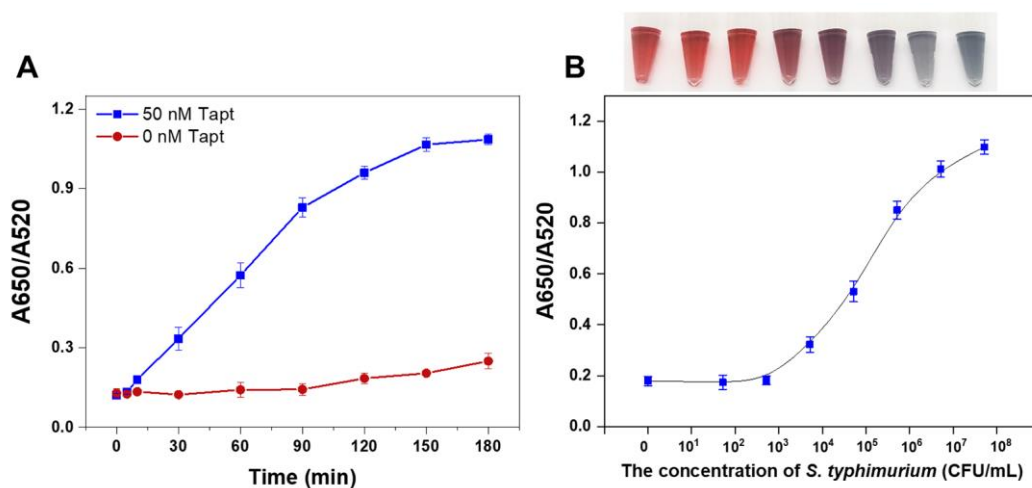 A
B
50 nM Tapt
0 nM Tapt
A650/A520
1.2
0.9
0.6
0.3
0.0
0 30 60 90 120 150 180
Time (min)
A650/A520
1.2
1.0
0.8
0.6
0.4
0.2
0.0
0 10¹ 10² 10³ 10⁴ 10⁵ 10⁶ 10⁷ 10⁸
The concentration of S. typhimurium (CFU/mL)